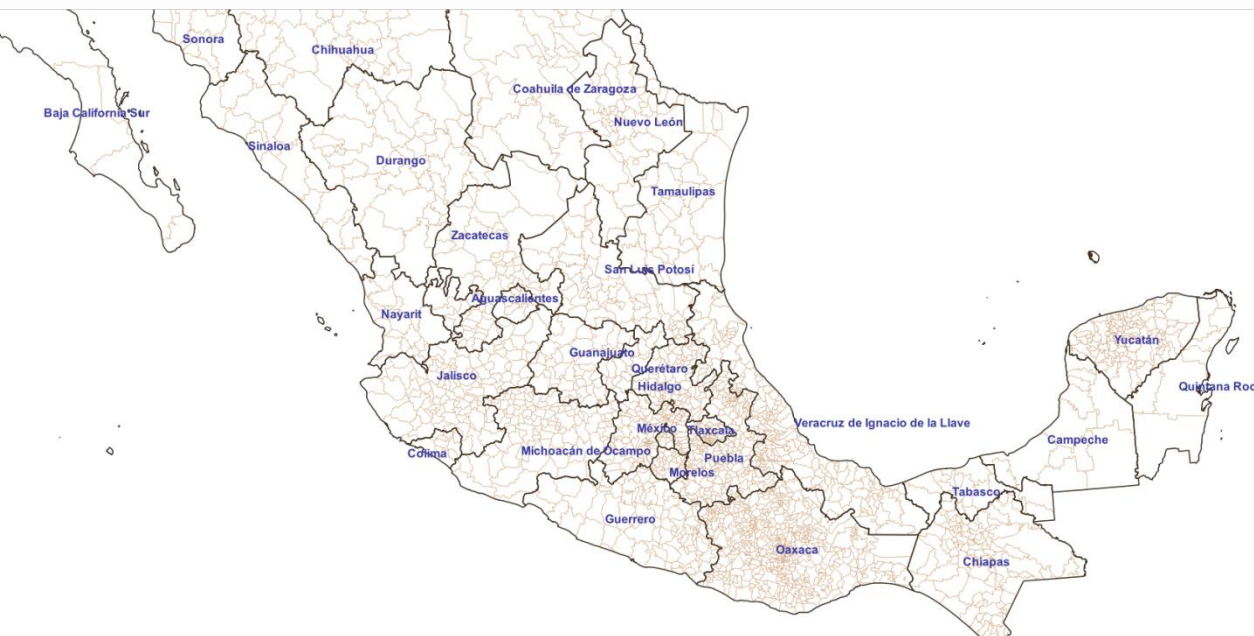 Sonora
Chihuahua
Coahuila de Zaragoza
Baja California Sur
Nuevo León
Sinaloa
Durango
Tamaulipas
Zacatecas
San Luis Potosí
Aguascalientes
Nayarit
Yucatán
Guanajuato
Querétaro
Jalisco
Hidalgo
Quintana Roo
Veracruz de Ignacio de la Llave
México
Tlaxcala
Campeche
Michoacán de Ocampo
Colima
Puebla
Morelos
Tabasco
Guerrero
Oaxaca
Chiapas